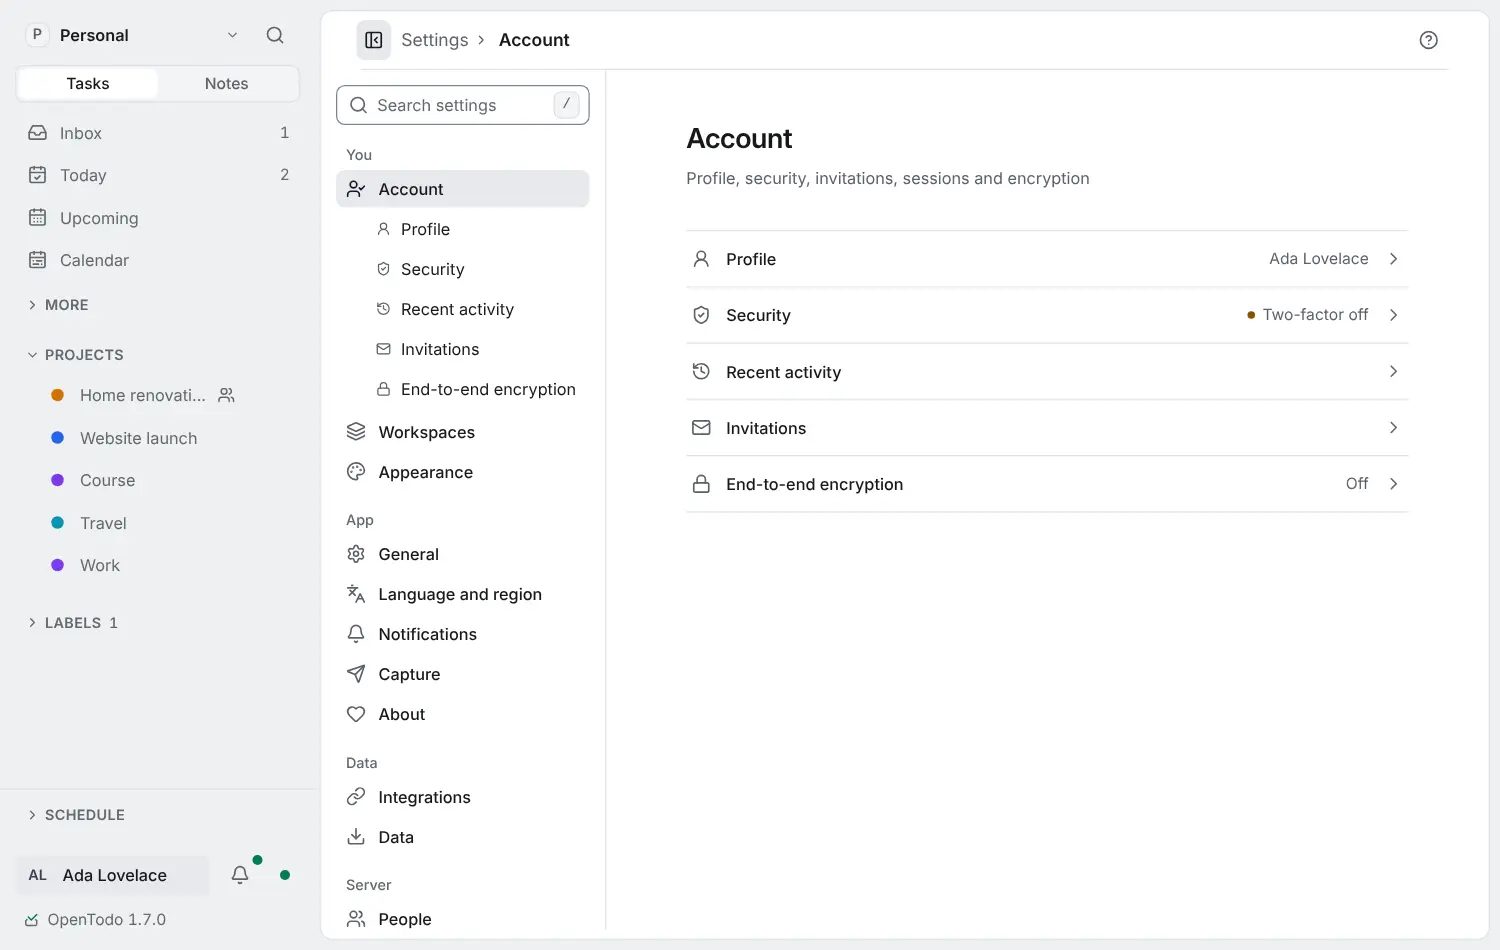 P Personal
Tasks Notes
Inbox 1
Today 2
Upcoming
Calendar
MORE
PROJECTS
Home renovati...
Website launch
Course
Travel
Work
LABELS 1
SCHEDULE
AL Ada Lovelace
OpenTodo 1.7.0
Settings > Account
Search settings /
You
Account
Profile
Security
Recent activity
Invitations
End-to-end encryption
Workspaces
Appearance
App
General
Language and region
Notifications
Capture
About
Data
Integrations
Data
Server
People
Account
Profile, security, invitations, sessions and encryption
Profile Ada Lovelace
Security Two-factor off
Recent activity
Invitations
End-to-end encryption Off